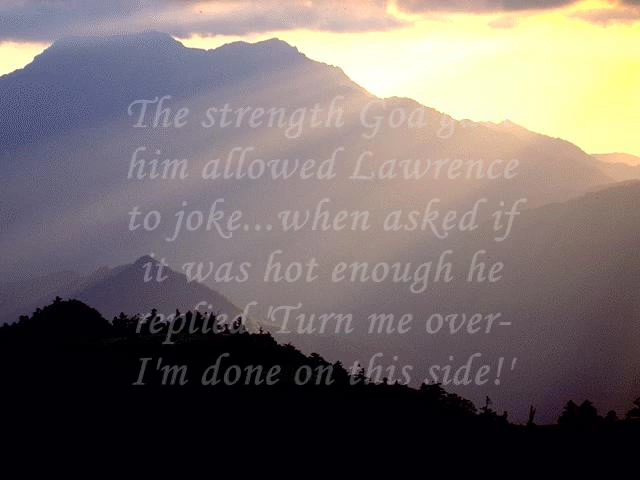 The strength God gave
him allowed Lawrence
to joke...when asked if
it was hot enough he
replied 'Turn me over-
I'm done on this side!'